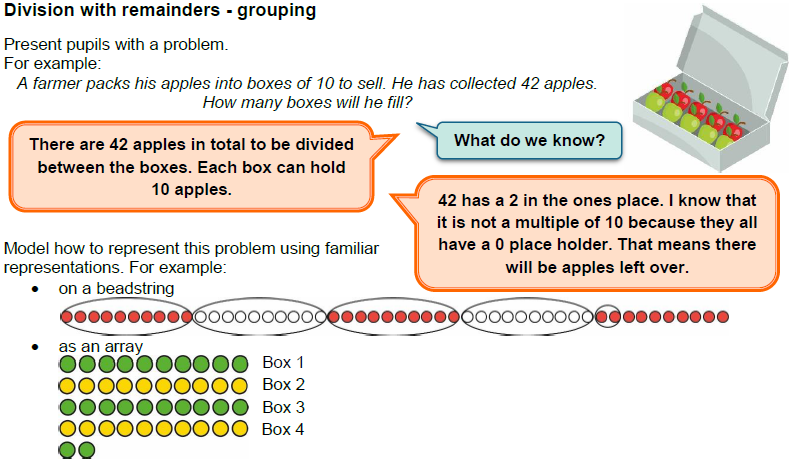 Division with remainders - grouping
Present pupils with a problem.
For example:
A farmer packs his apples into boxes of 10 to sell. He has collected 42 apples.
How many boxes will he fill?
There are 42 apples in total to be divided
between the boxes. Each box can hold
10 apples.
What do we know?
42 has a 2 in the ones place. I know that
it is not a multiple of 10 because they all
have a 0 place holder. That means there
will be apples left over.
Model how to represent this problem using familiar
representations. For example:
• on a beadstring
• as an array
Box 1
Box 2
Box 3
Box 4